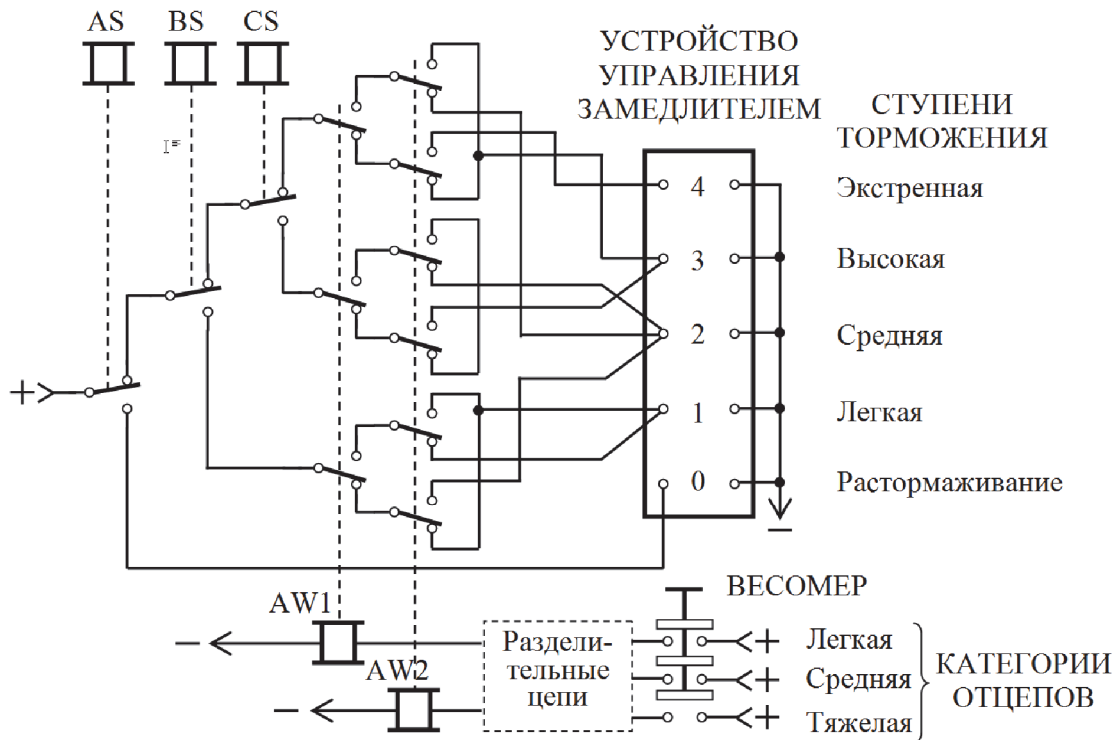 AS BS CS
УСТРОЙСТВО
УПРАВЛЕНИЯ
ЗАМЕДЛИТЕЛЕМ
СТУПЕНИ
ТОРМОЖЕНИЯ
4 Экстренная
3 Высокая
2 Средняя
1 Легкая
0 Растормаживание
+
−
AW1
−
AW2
−
Раздели-
тельные
цепи
ВЕСОМЕР
+ Легкая
+ Средняя
+ Тяжелая
КАТЕГОРИИ
ОТЦЕПОВ